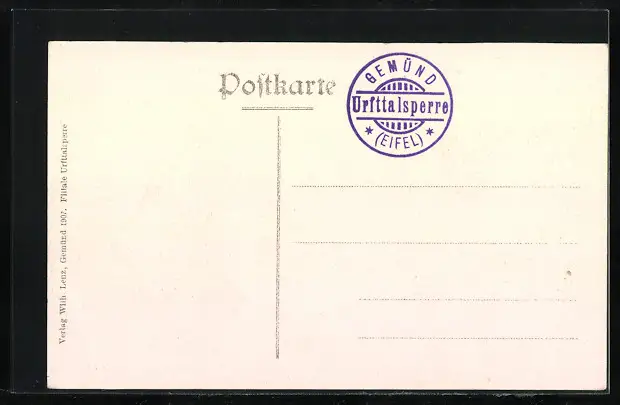 Postkarte
GEMÜND
Urfttalsperre
* (EIFEL) *
Verlag Wilh. Lenz, Gemünd 1907. Filiale Urfttalsperre